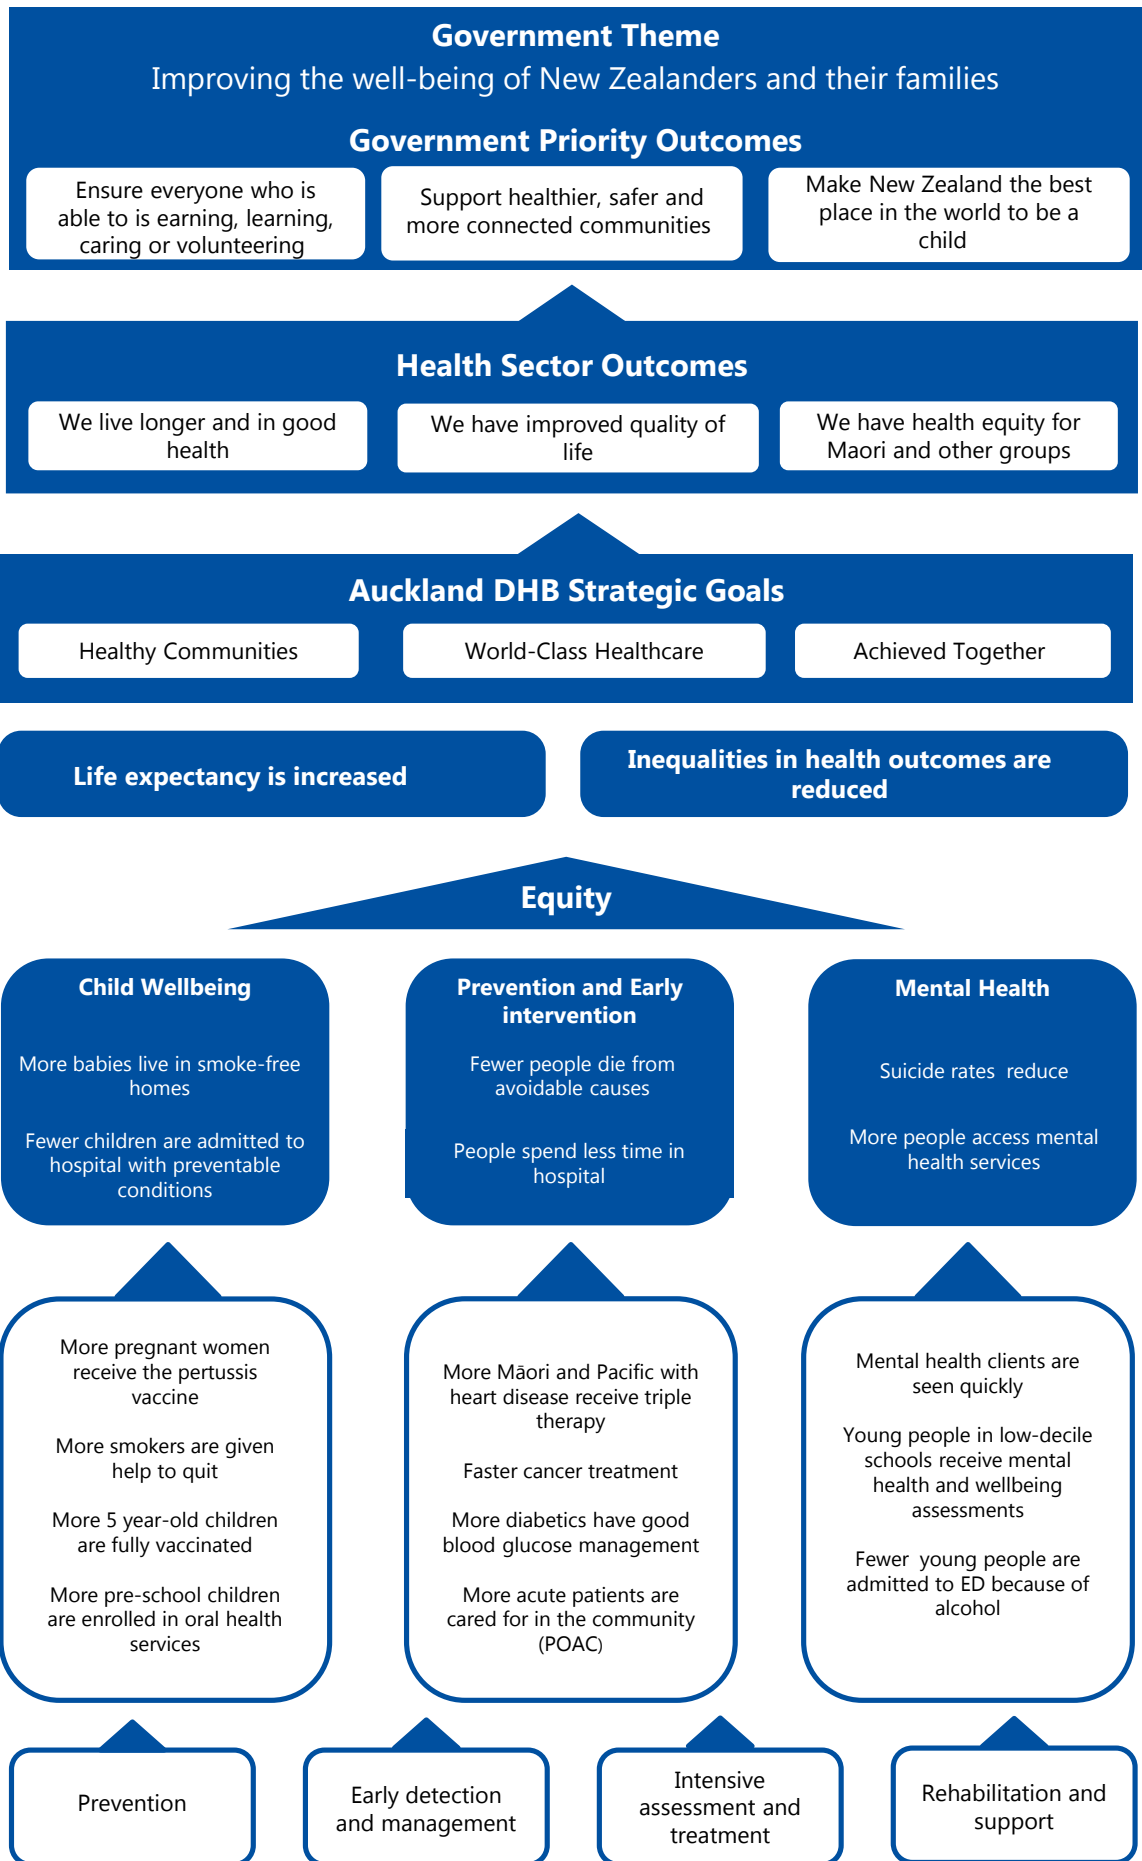 Government Theme
Improving the well-being of New Zealanders and their families
Government Priority Outcomes
Ensure everyone who is
able to is earning, learning,
caring or volunteering
Support healthier, safer and
more connected communities
Make New Zealand the best
place in the world to be a
child
Health Sector Outcomes
We live longer and in good
health
We have improved quality of
life
We have health equity for
Maori and other groups
Auckland DHB Strategic Goals
Healthy Communities
World-Class Healthcare
Achieved Together
Life expectancy is increased
Inequalities in health outcomes are
reduced
Equity
Child Wellbeing
More babies live in smoke-free
homes
Fewer children are admitted to
hospital with preventable
conditions
Prevention and Early
intervention
Fewer people die from
avoidable causes
People spend less time in
hospital
Mental Health
Suicide rates  reduce
More people access mental
health services
More pregnant women
receive the pertussis
vaccine
More smokers are given
help to quit
More 5 year-old children
are fully vaccinated
More pre-school children
are enrolled in oral health
services
More Māori and Pacific with
heart disease receive triple
therapy
Faster cancer treatment
More diabetics have good
blood glucose management
More acute patients are
cared for in the community
(POAC)
Mental health clients are
seen quickly
Young people in low-decile
schools receive mental
health and wellbeing
assessments
Fewer  young people are
admitted to ED because of
alcohol
Prevention
Early detection
and management
Intensive
assessment and
treatment
Rehabilitation and
support